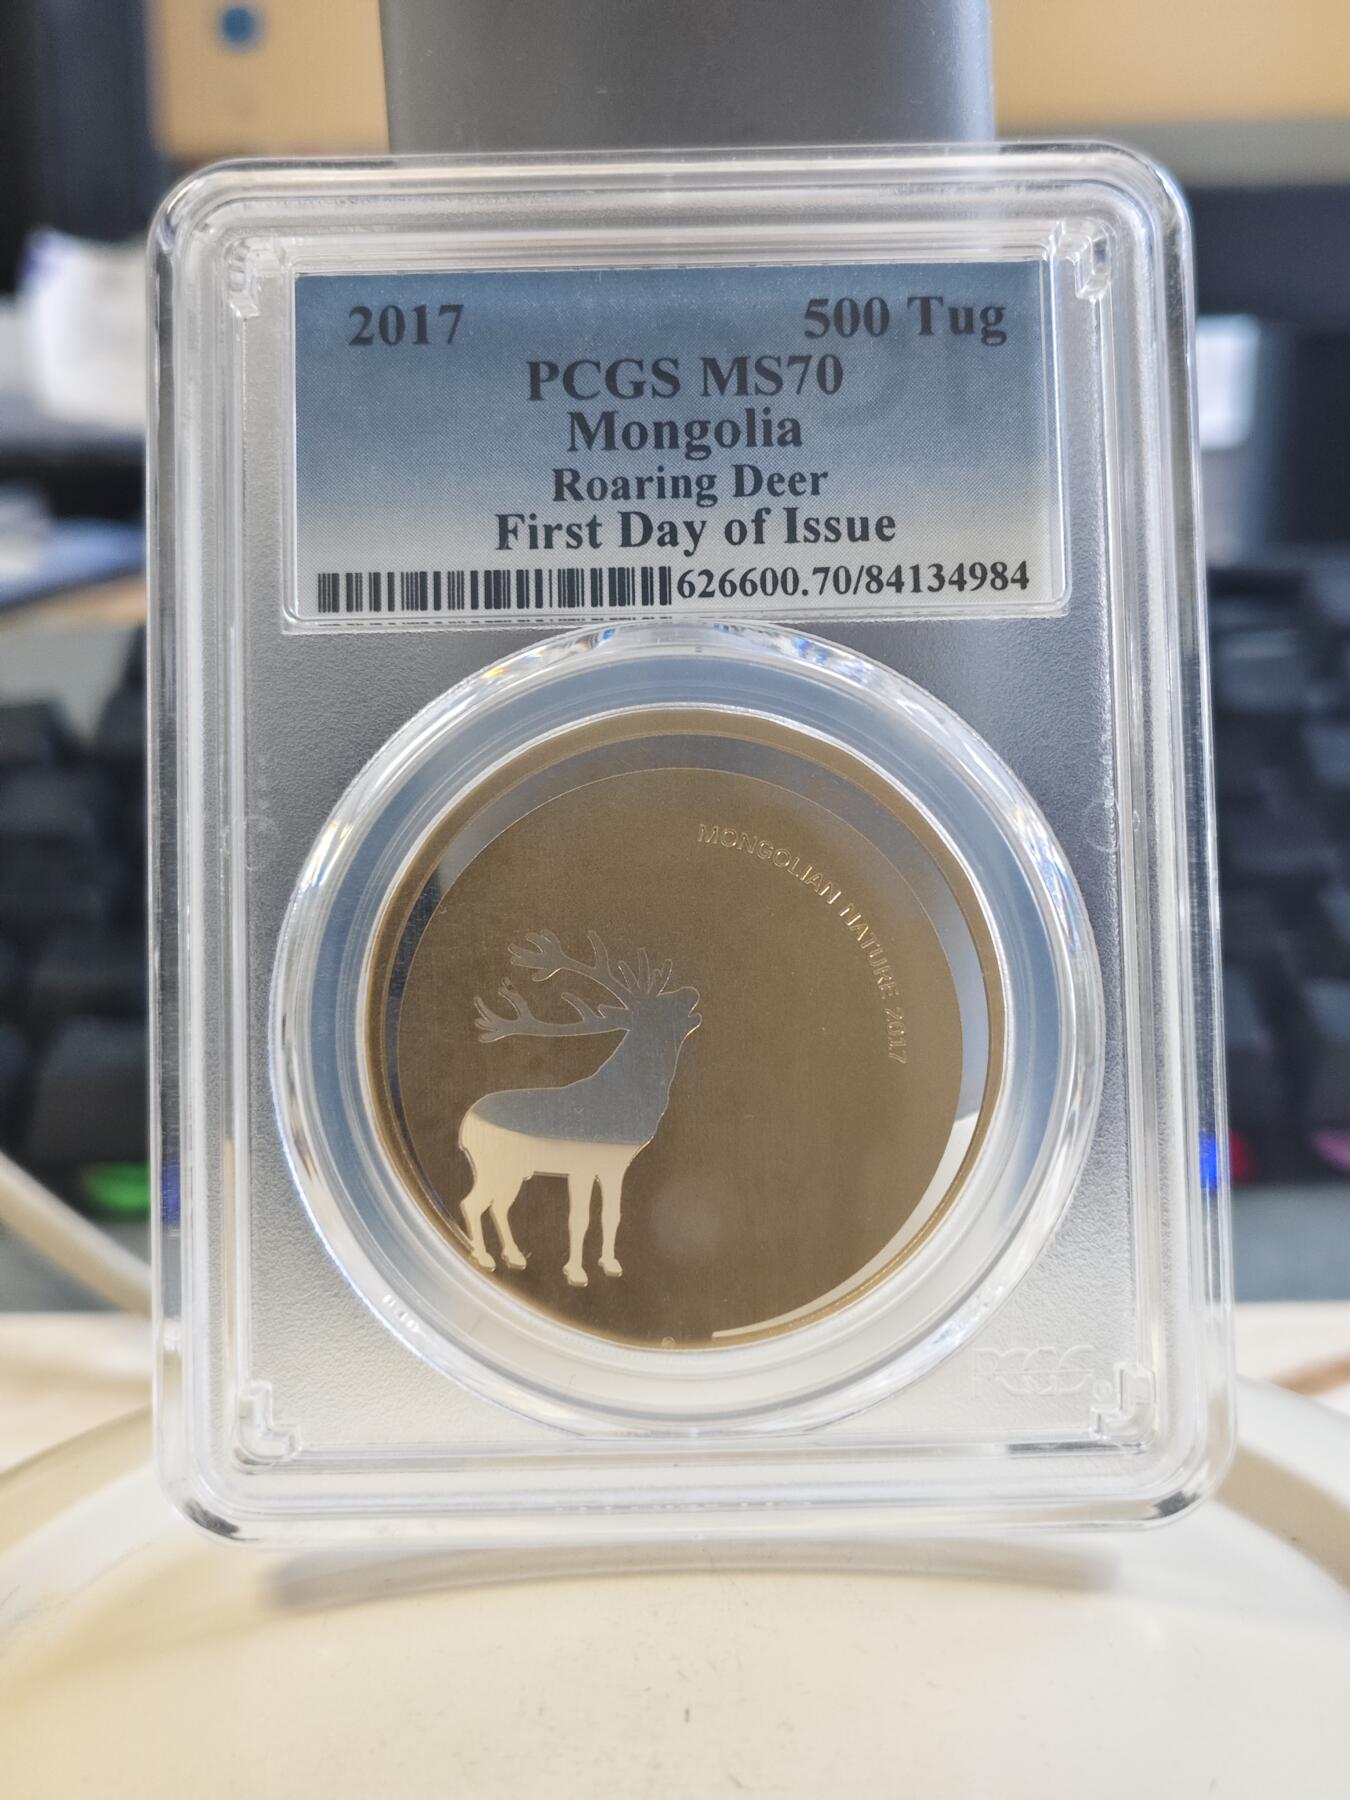 2017 500 Tug
PCGS MS70
Mongolia
Roaring Deer
First Day of Issue
626600.70/84134984
MONGOLIAN NATURE 2017
PCGS